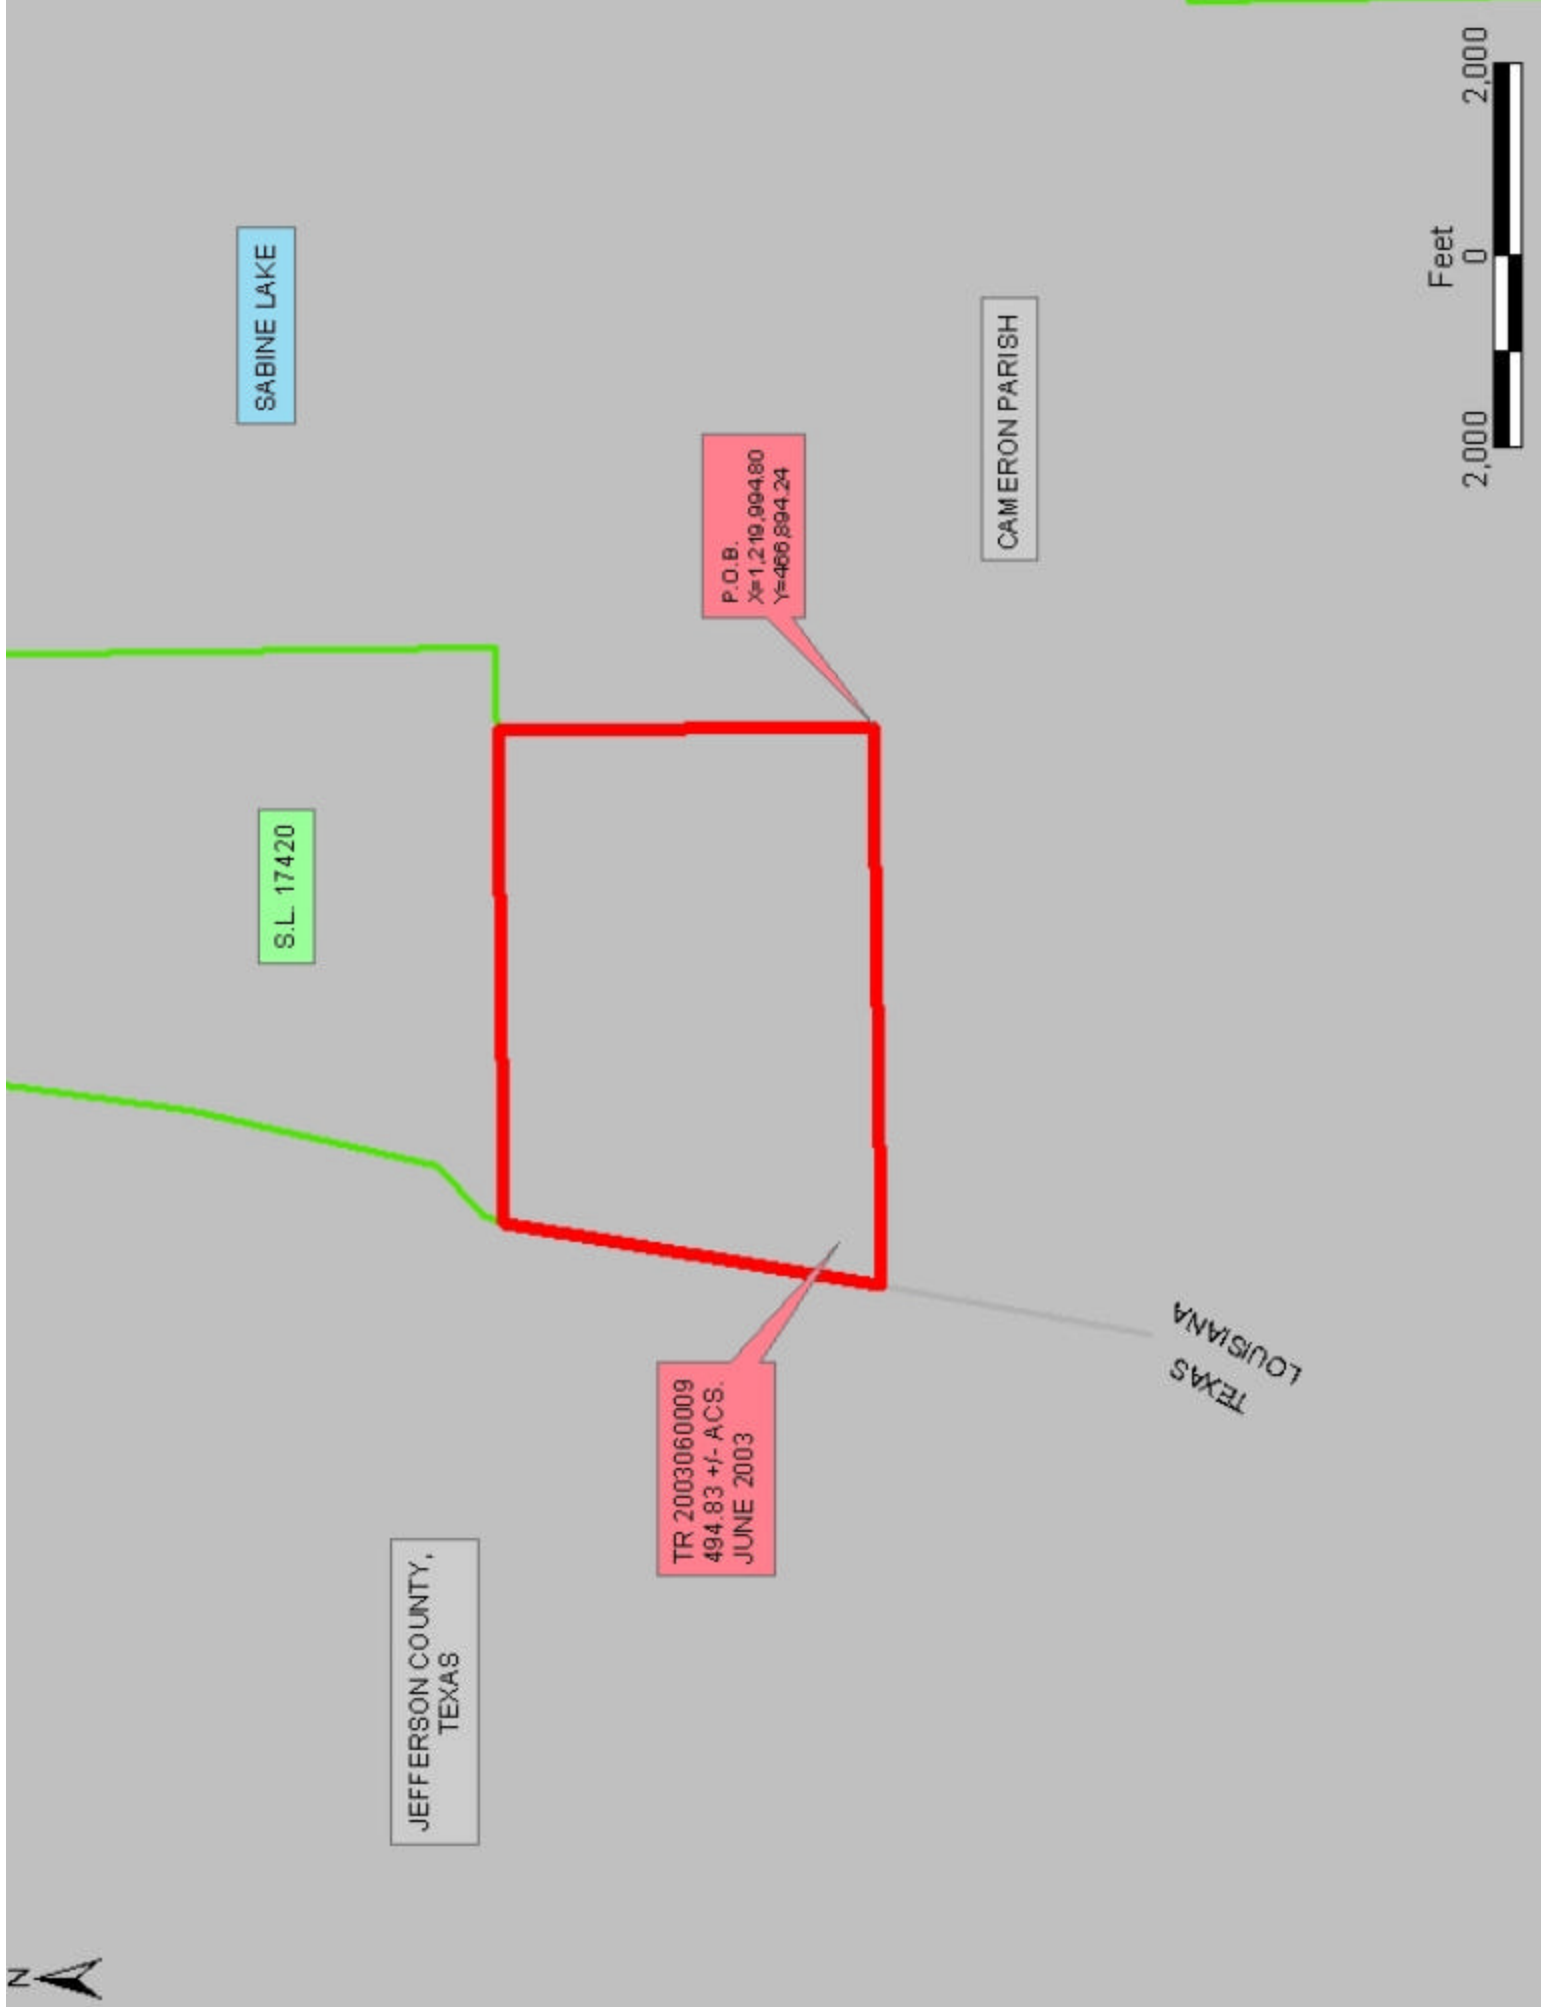 N
SABINE LAKE
S.L. 17420
JEFFERSON COUNTY,
TEXAS
TR 200306009
494.83 +/- ACS.
JUNE 2003
P.O.B.
X=1,219,994.80
Y=466,894.24
CAMERON PARISH
TEXAS
LOUISIANA
Feet
2,000 0 2,000